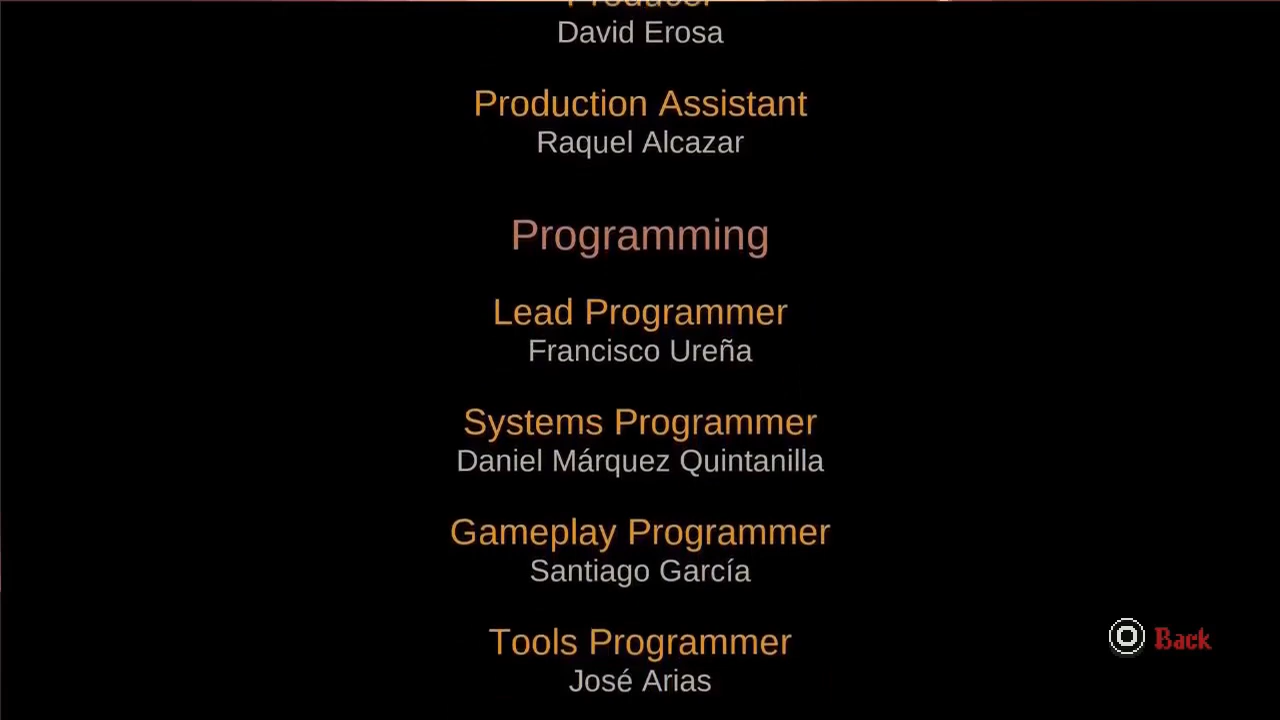 Producer
David Erosa
Production Assistant
Raquel Alcazar
Programming
Lead Programmer
Francisco Ureña
Systems Programmer
Daniel Márquez Quintanilla
Gameplay Programmer
Santiago García
Tools Programmer
José Arias
Back